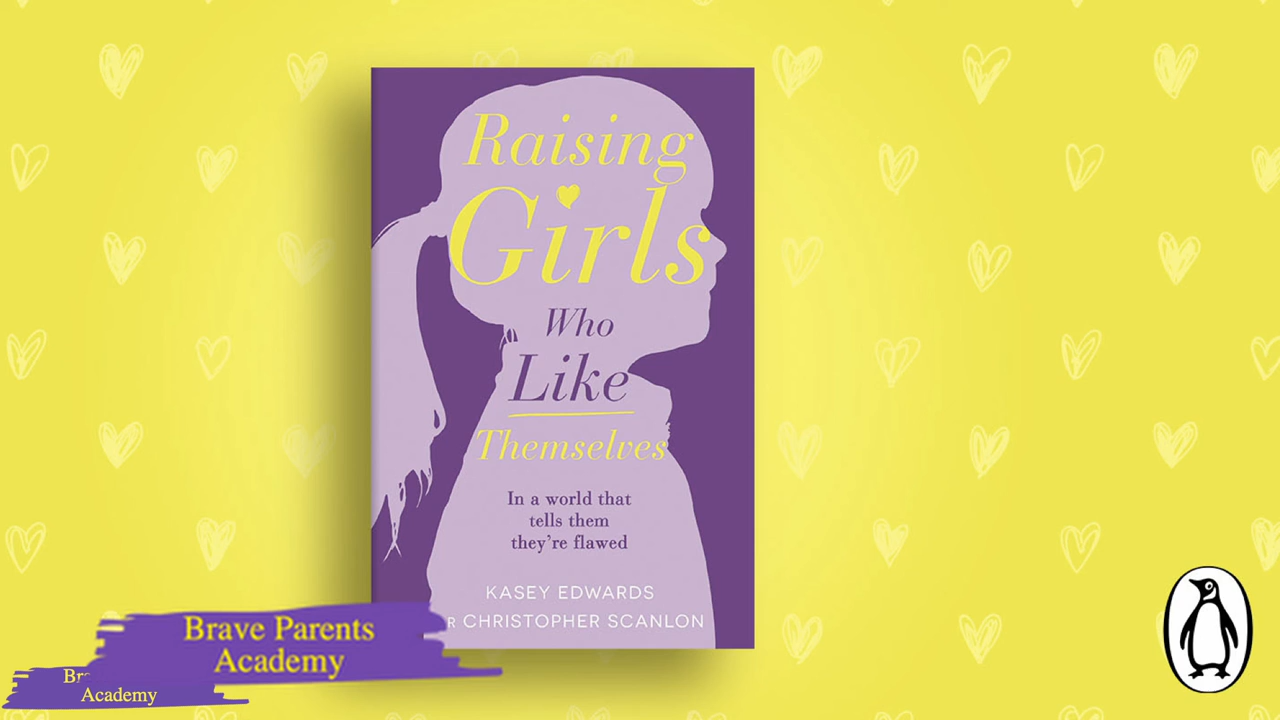 Raising
Girls
Who
Like
Themselves
In a world that
tells them
they're flawed
KASEY EDWARDS
CHRISTOPHER SCANLON
Brave Parents
Academy
Academy